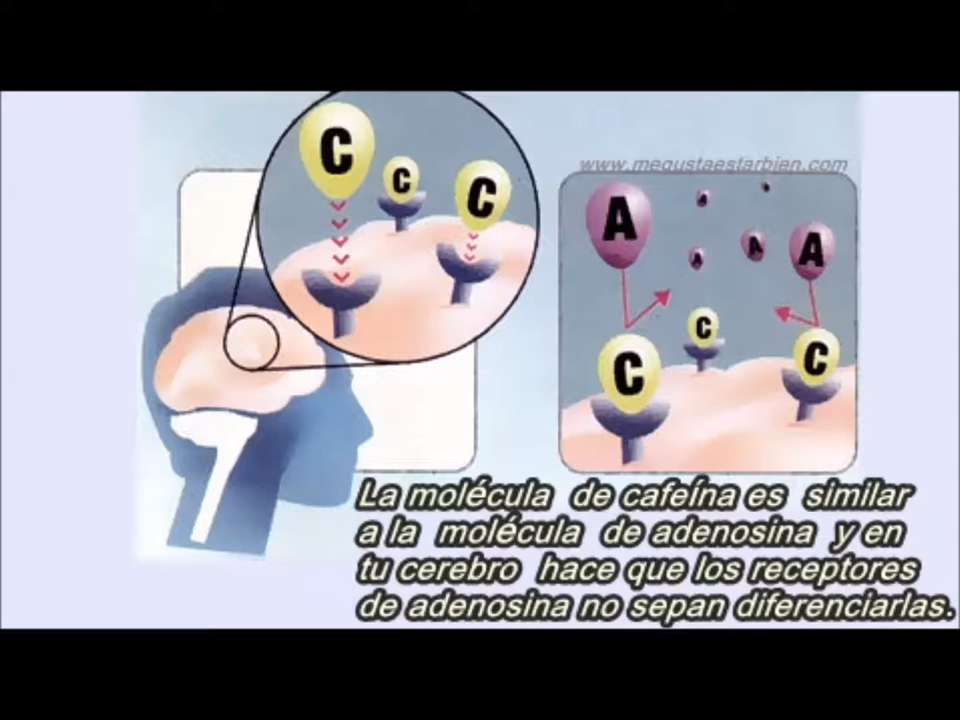 C
C
C
www.megustaestarbien.com
A
A
A
A
A
C
C
C
La molécula de cafeína es similar
a la molécula de adenosina y en
tu cerebro hace que los receptores
de adenosina no sepan diferenciarlas.